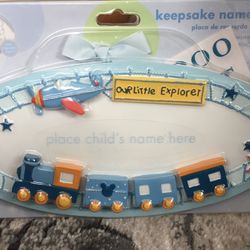 keepsake name
placa de recuerdo
OUR Little Explorer
place child's name here